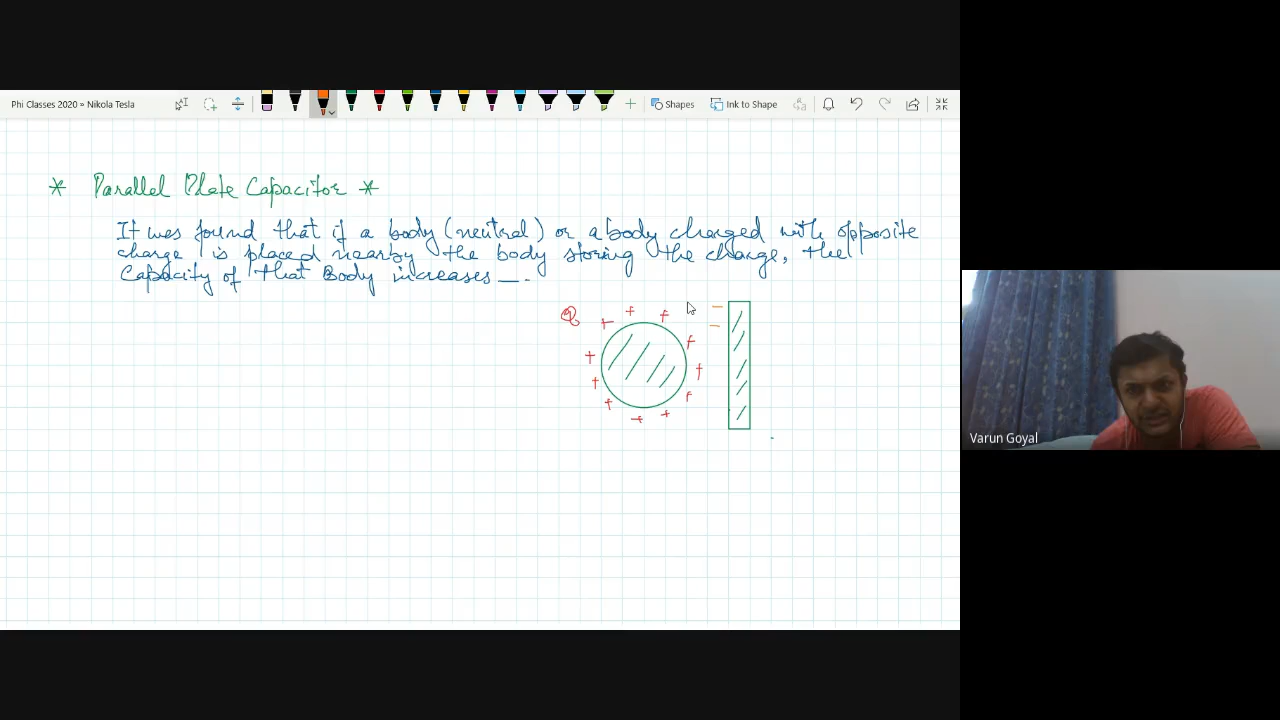 Phi Classes 2020 » Nikola Tesla
Shapes
Ink to Shape
* Parallel Plate Capacitor *
It was found that if a body (neutral) or a body charged with opposite
charge is placed nearby the body storing the charge, the
Capacity of that Body increases _ .
Q
Varun Goyal